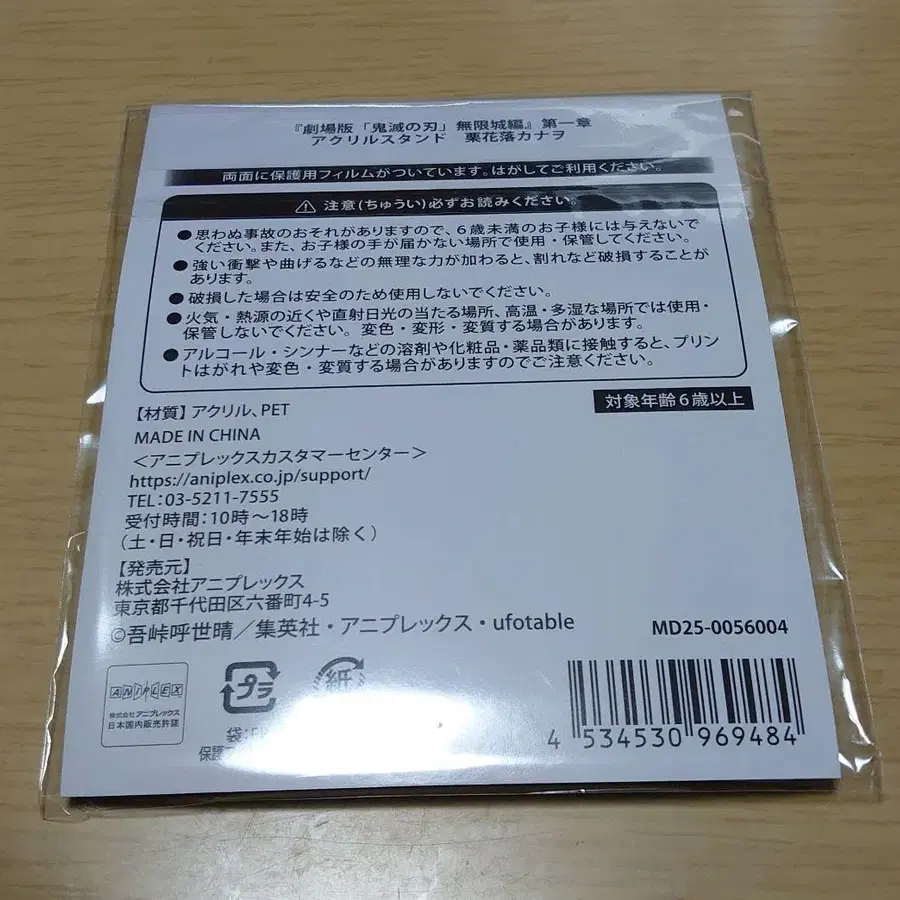 『劇場版「鬼滅の刃」無限城編』第一章
アクリルスタンド 栗花落カナヲ
両面に保護用フィルムがついています。はがしてご利用ください。
注意(ちゅうい)必ずお読みください。
●思わぬ事故のおそれがありますので、6歳未満のお子様には与えないで
ください。また、お子様の手が届かない場所で使用・保管してください。
●強い衝撃や曲げるなどの無理な力が加わると、割れなど破損することが
あります。
●破損した場合は安全のため使用しないでください。
●火気・熱源の近くや直射日光の当たる場所、高温・多湿な場所では使用・
保管しないでください。変色・変形・変質する場合があります。
●アルコール・シンナーなどの溶剤や化粧品・薬品類に接触すると、プリン
トはがれや変色・変質する場合がありますのでご注意ください。
【材質】アクリル、PET
対象年齢6歳以上
MADE IN CHINA
＜アニプレックスカスタマーセンター＞
https://aniplex.co.jp/support/
TEL:03-5211-7555
受付時間:10時～18時
(土・日・祝日・年末年始は除く)
【発売元】
株式会社アニプレックス
東京都千代田区六番町4-5
©吾峠呼世晴／集英社・アニプレックス・ufotable
MD25-0056004
ANIPLEX
株式会社アニプレックス
日本国内販売許諾
プラ
紙
袋:PP
保護
4 534530 969484